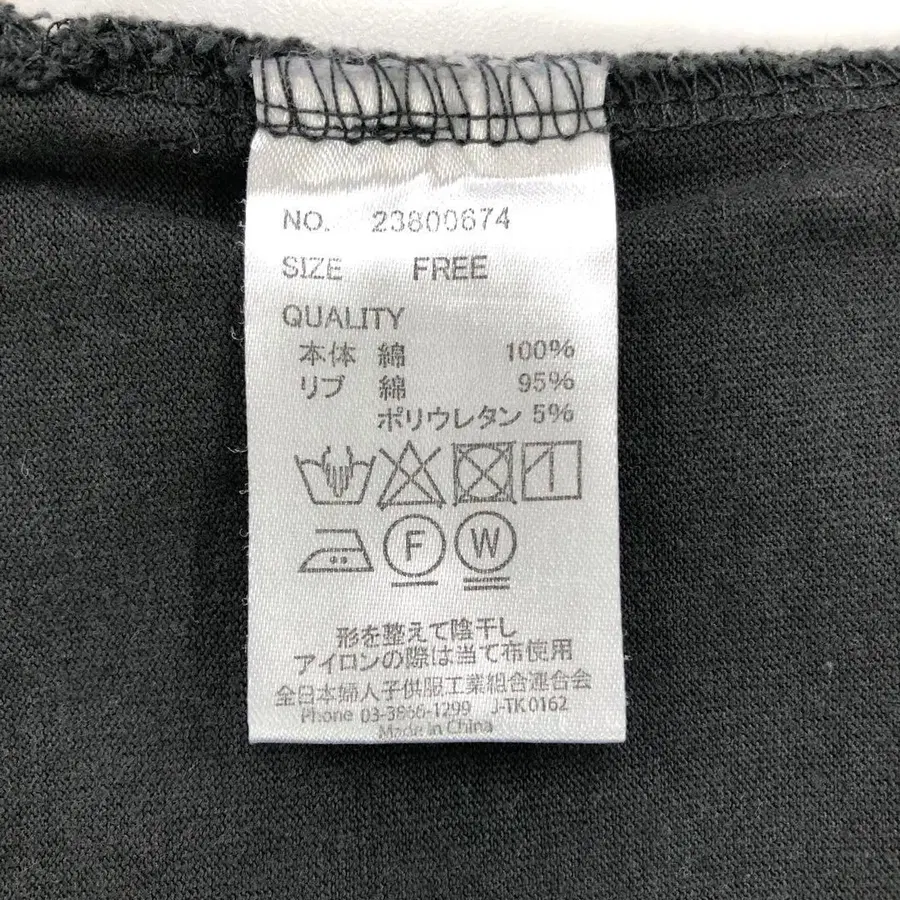 NO. 23800674
SIZE FREE
QUALITY
本体 綿 100%
リブ 綿 95%
ポリウレタン 5%
F W
形を整えて陰干し
アイロンの際は当て布使用
全日本婦人子供服工業組合連合会
Phone 03-3866-1299 J-TK0162
Made in China